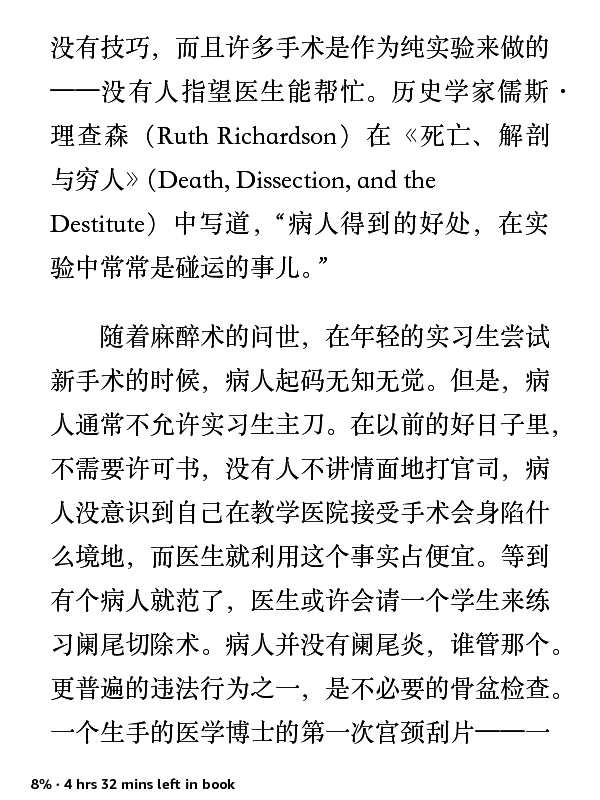 没有技巧，而且许多手术是作为纯实验来做的
——没有人指望医生能帮忙。历史学家儒斯·
理查森（Ruth Richardson）在《死亡、解剖
与穷人》（Death, Dissection, and the
Destitute）中写道，“病人得到的好处，在实
验中常常是碰运的事儿。”
随着麻醉术的问世，在年轻的实习生尝试
新手术的时候，病人起码无知无觉。但是，病
人通常不允许实习生主刀。在以前的好日子里，
不需要许可书，没有人不讲情面地打官司，病
人没意识到自己在教学医院接受手术会身陷什
么境地，而医生就利用这个事实占便宜。等到
有个病人就范了，医生或许会请一个学生来练
习阑尾切除术。病人并没有阑尾炎，谁管那个。
更普遍的违法行为之一，是不必要的骨盆检查。
一个生手的医学博士的第一次宫颈刮片——一
8% · 4 hrs 32 mins left in book